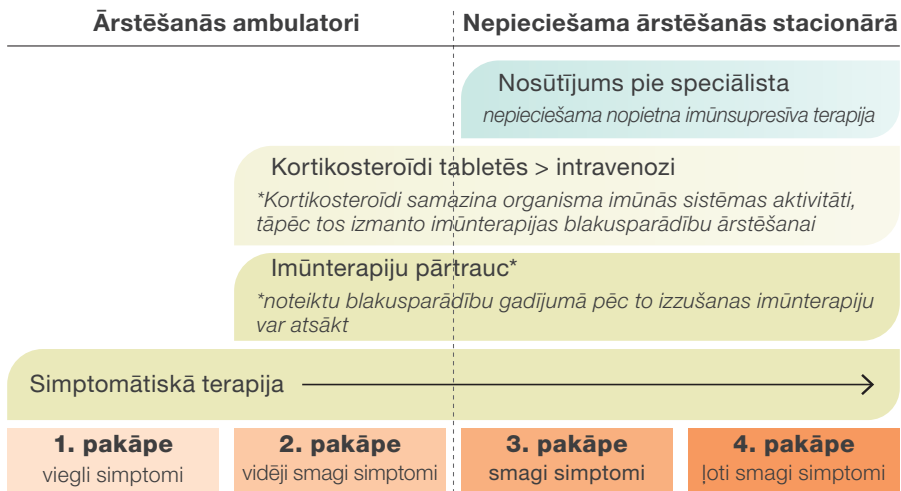 Ārstēšanās ambulatori
Nepieciešama ārstēšanās stacionārā
Nosūtījums pie speciālista
nepieciešama nopietna imūnsupresīva terapija
Kortikosteroīdi tabletēs > intravenozi
*Kortikosteroīdi samazina organisma imūnās sistēmas aktivitāti,
tāpēc tos izmanto imūnterapijas blakusparādību ārstēšanai
Imūnterapiju pārtrauc*
*noteiktu blakusparādību gadījumā pēc to izzušanas imūnterapiju
var atsākt
Simptomātiskā terapija
1. pakāpe
viegli simptomi
2. pakāpe
vidēji smagi simptomi
3. pakāpe
smagi simptomi
4. pakāpe
ļoti smagi simptomi